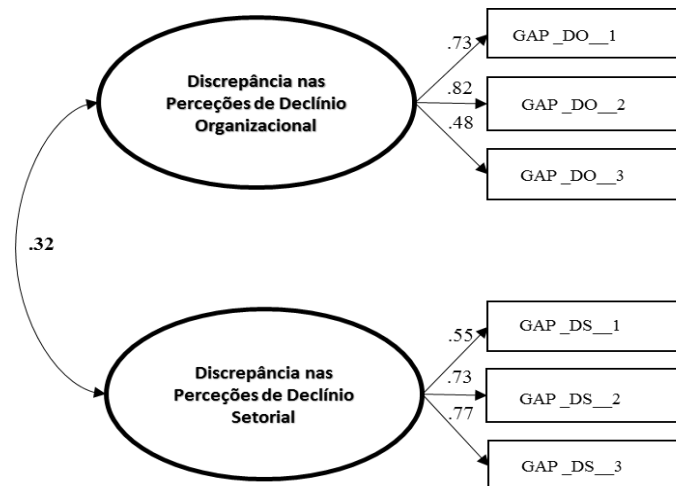 .73
GAP _DO__1
Discrepância nas
Perceções de Declínio
Organizacional
.82
GAP _DO__2
.48
GAP _DO__3
.32
.55
GAP _DS__1
Discrepância nas
Perceções de Declínio
Setorial
.73
GAP _DS__2
.77
GAP _DS__3